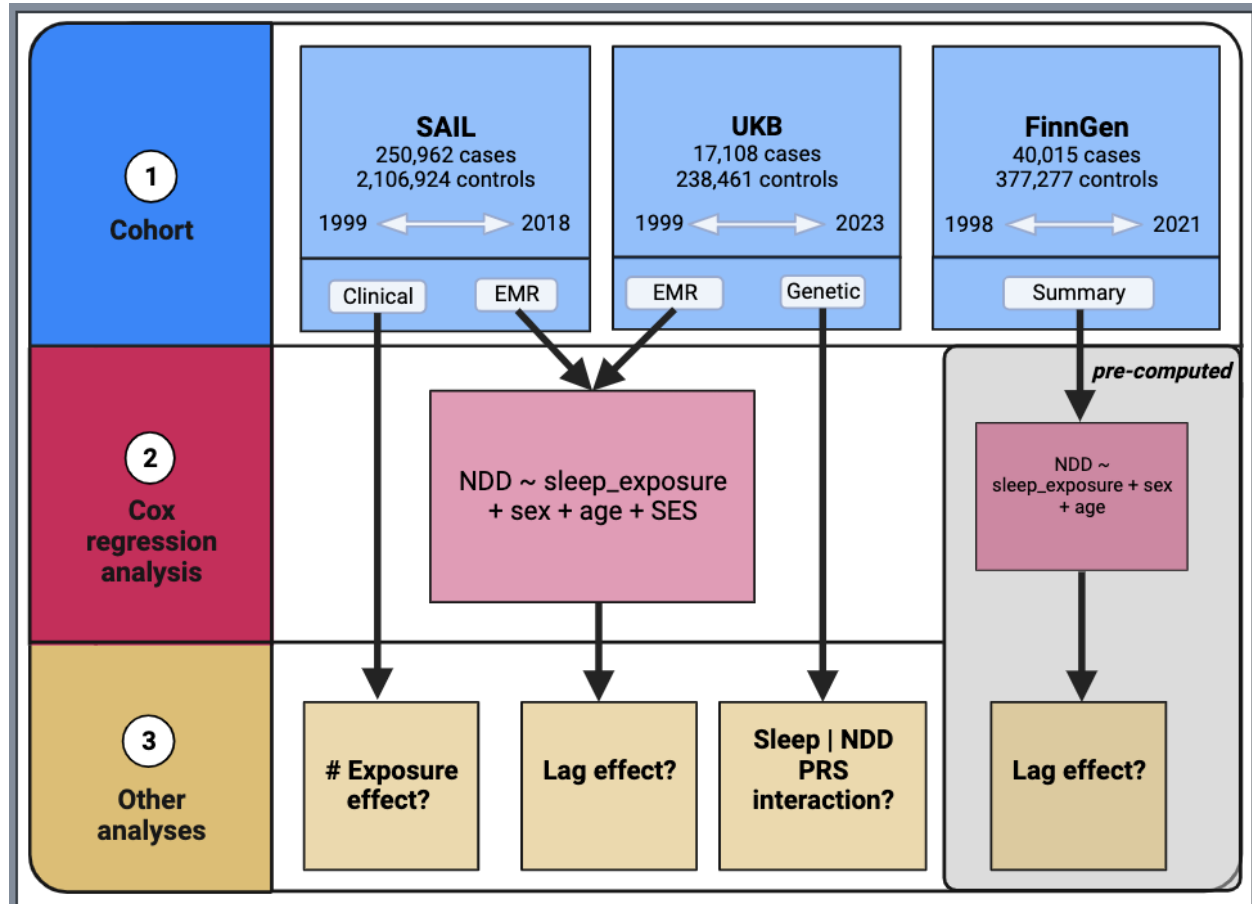 1
Cohort
SAIL
250,962 cases
2,106,924 controls
1999 2018
Clinical EMR
UKB
17,108 cases
238,461 controls
1999 2023
EMR Genetic
FinnGen
40,015 cases
377,277 controls
1998 2021
Summary
2
Cox
regression
analysis
NDD ~ sleep_exposure
+ sex + age + SES
pre-computed
NDD ~
sleep_exposure + sex
+ age
3
Other
analyses
# Exposure
effect?
Lag effect?
Sleep | NDD
PRS
interaction?
Lag effect?